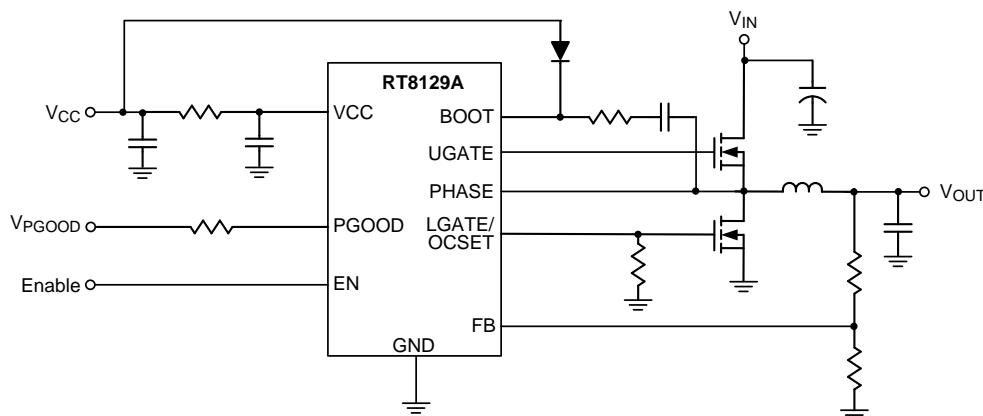 VIN
RT8129A
VCC
VCC
BOOT
UGATE
PHASE
VOUT
VPGOOD
PGOOD
LGATE/
OCSET
Enable
EN
FB
GND